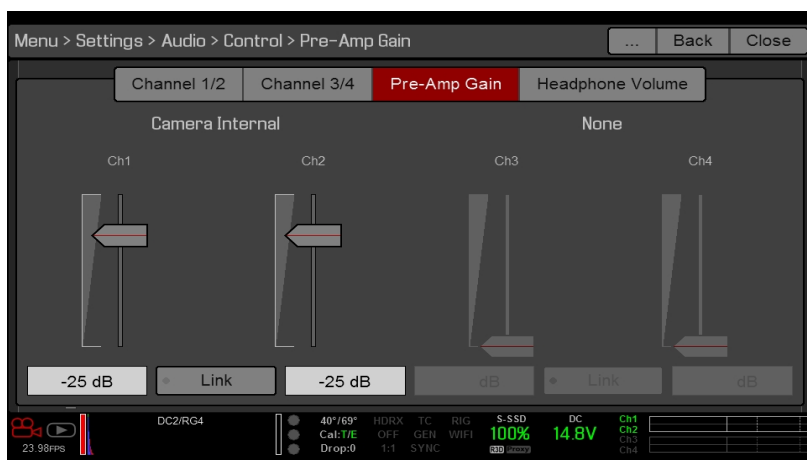 Menu > Settings > Audio > Control > Pre-Amp Gain ... Back Close
Channel 1/2 Channel 3/4 Pre-Amp Gain Headphone Volume
Camera Internal None
Ch1 Ch2 Ch3 Ch4
-25 dB Link -25 dB dB Link dB
DC2/RG4 40°/69° HDRX TC RIG S-SSD DC Ch1
Cal:T/E OFF GEN WIFI 100% 14.8V Ch2
Ch3
23.98FPS Drop:0 1:1 SYNC R3D Proxy Ch4